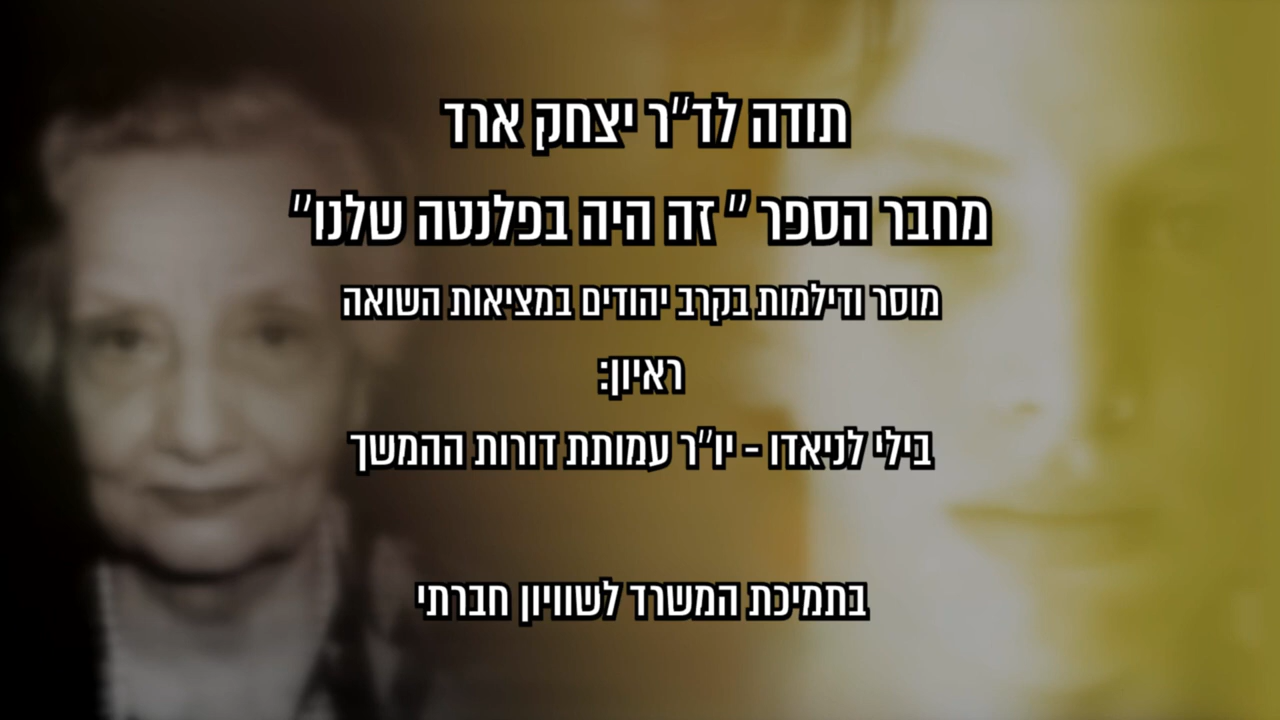 תודה לד"ר יצחק ארד
מחבר הספר " זה היה בפלנטה שלנו"
מוסר ודילמות בקרב יהודים במציאות השואה
ראיון:
בילי לניאדו - יו"ר עמותת דורות ההמשך
בתמיכת המשרד לשוויון חברתי